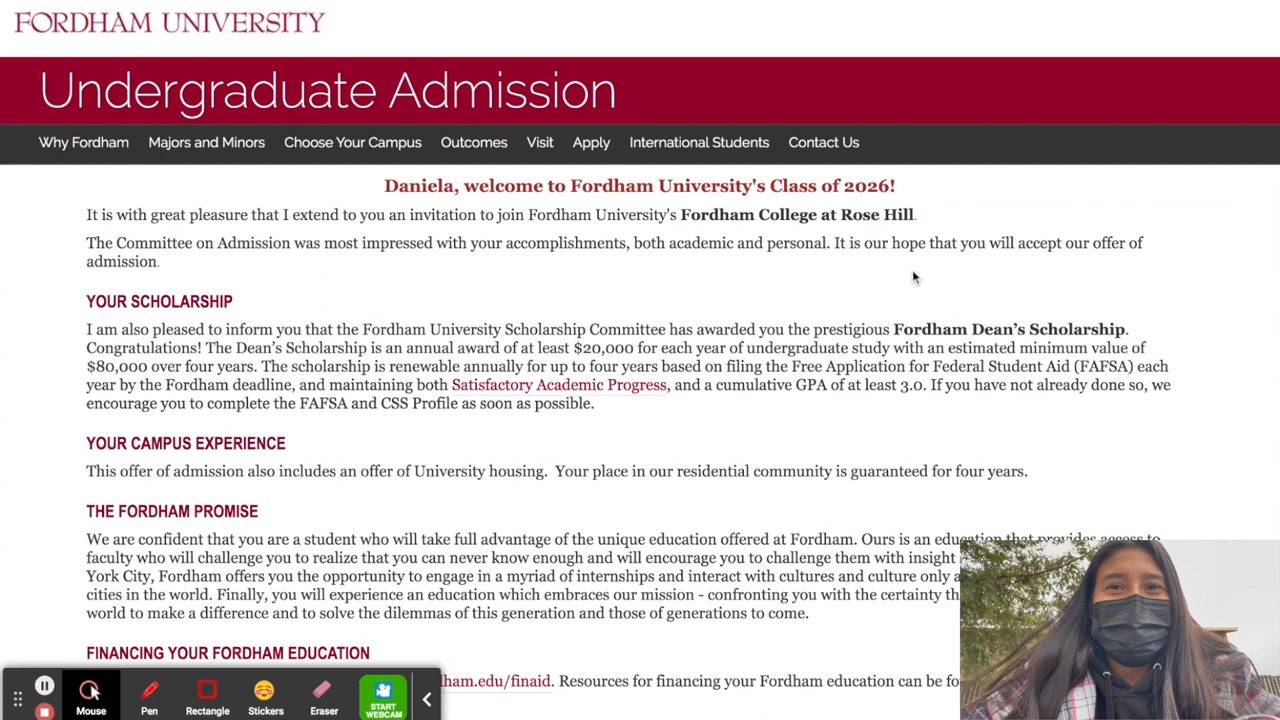 FORDHAM UNIVERSITY
Undergraduate Admission
Why Fordham Majors and Minors Choose Your Campus Outcomes Visit Apply International Students Contact Us
Daniela, welcome to Fordham University's Class of 2026!
It is with great pleasure that I extend to you an invitation to join Fordham University's Fordham College at Rose Hill.
The Committee on Admission was most impressed with your accomplishments, both academic and personal. It is our hope that you will accept our offer of
admission.
YOUR SCHOLARSHIP
I am also pleased to inform you that the Fordham University Scholarship Committee has awarded you the prestigious Fordham Dean's Scholarship.
Congratulations! The Dean's Scholarship is an annual award of at least $20,000 for each year of undergraduate study with an estimated minimum value of
$80,000 over four years. The scholarship is renewable annually for up to four years based on filing the Free Application for Federal Student Aid (FAFSA) each
year by the Fordham deadline, and maintaining both Satisfactory Academic Progress, and a cumulative GPA of at least 3.0. If you have not already done so, we
encourage you to complete the FAFSA and CSS Profile as soon as possible.
YOUR CAMPUS EXPERIENCE
This offer of admission also includes an offer of University housing. Your place in our residential community is guaranteed for four years.
THE FORDHAM PROMISE
We are confident that you are a student who will take full advantage of the unique education offered at Fordham. Ours is an education that provides access to
faculty who will challenge you to realize that you can never know enough and will encourage you to challenge them with insight
York City, Fordham offers you the opportunity to engage in a myriad of internships and interact with cultures and culture only a
cities in the world. Finally, you will experience an education which embraces our mission - confronting you with the certainty th
world to make a difference and to solve the dilemmas of this generation and those of generations to come.
FINANCING YOUR FORDHAM EDUCATION
ham.edu/finaid. Resources for financing your Fordham education can be fo
Mouse Pen Rectangle Stickers Eraser START
WEBCAM